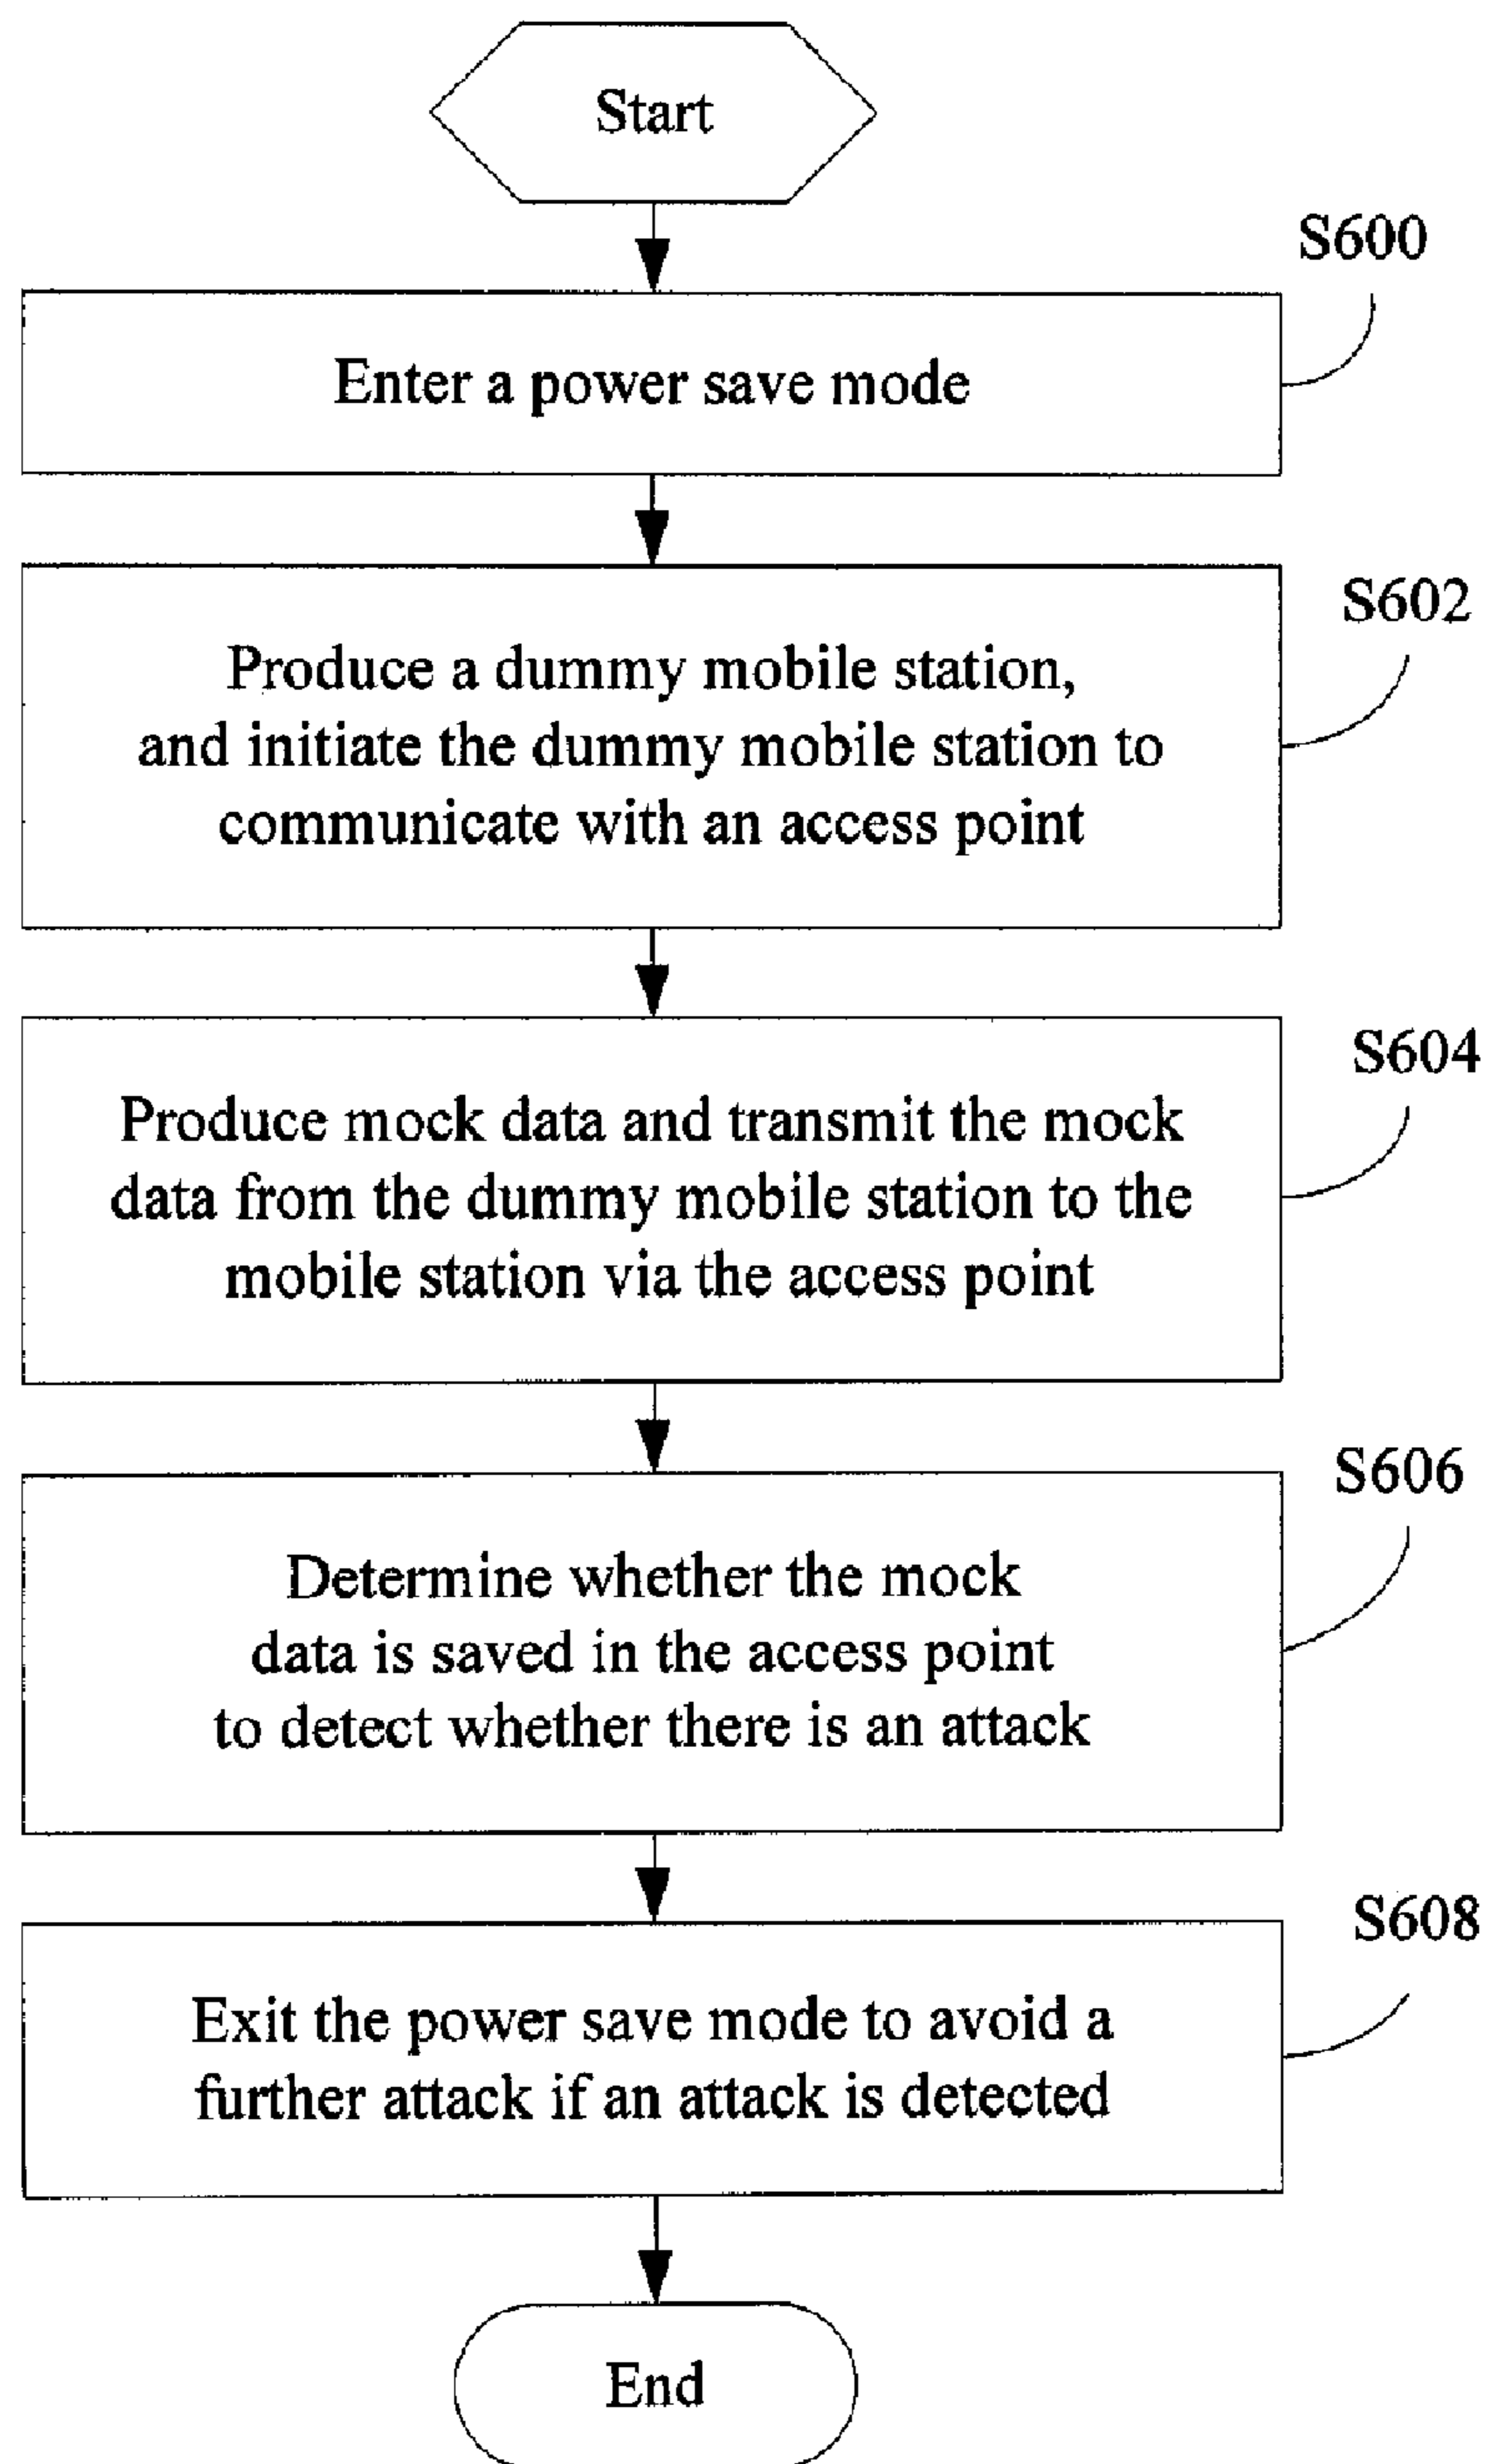 Start
S600
Enter a power save mode
S602
Produce a dummy mobile station,
and initiate the dummy mobile station to
communicate with an access point
S604
Produce mock data and transmit the mock
data from the dummy mobile station to the
mobile station via the access point
S606
Determine whether the mock
data is saved in the access point
to detect whether there is an attack
S608
Exit the power save mode to avoid a
further attack if an attack is detected
End